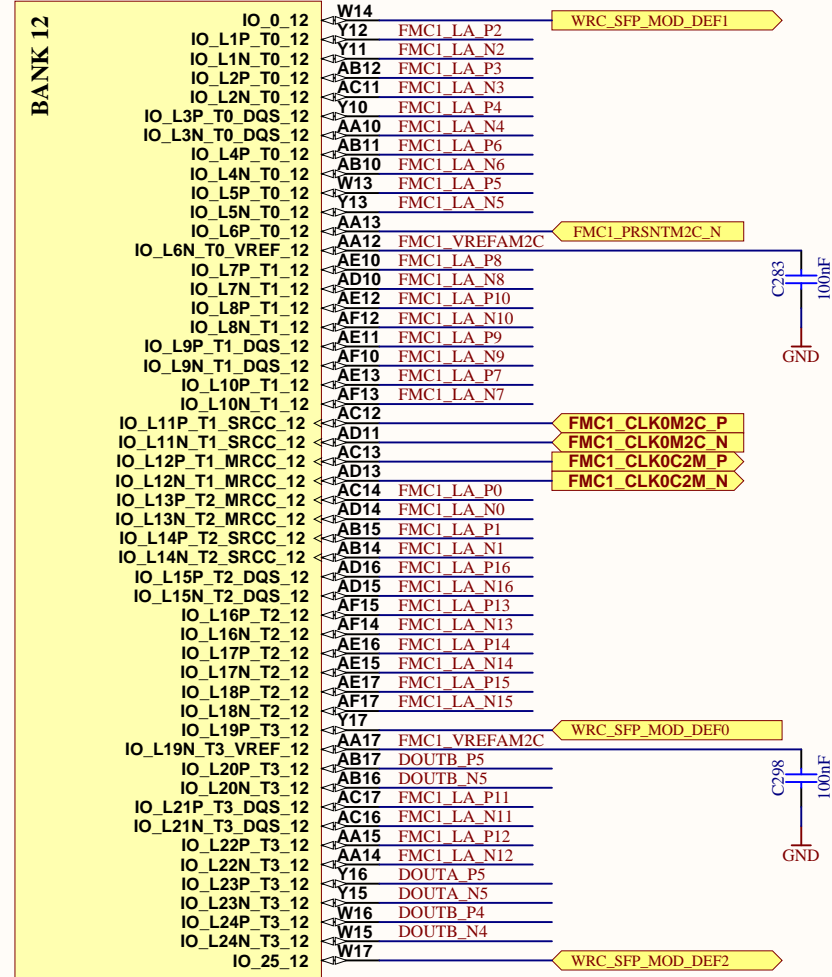 BANK 12
IO_0_12 W14 WRC_SFP_MOD_DEF1
IO_L1P_T0_12 Y12 FMC1_LA_P2
IO_L1N_T0_12 Y11 FMC1_LA_N2
IO_L2P_T0_12 AB12 FMC1_LA_P3
IO_L2N_T0_12 AC11 FMC1_LA_N3
IO_L3P_T0_DQS_12 Y10 FMC1_LA_P4
IO_L3N_T0_DQS_12 AA10 FMC1_LA_N4
IO_L4P_T0_12 AB11 FMC1_LA_P6
IO_L4N_T0_12 AB10 FMC1_LA_N6
IO_L5P_T0_12 W13 FMC1_LA_P5
IO_L5N_T0_12 Y13 FMC1_LA_N5
IO_L6P_T0_12 AA13 FMC1_PRSNTM2C_N
IO_L6N_T0_VREF_12 AA12 FMC1_VREFAM2C
IO_L7P_T1_12 AE10 FMC1_LA_P8
IO_L7N_T1_12 AD10 FMC1_LA_N8
IO_L8P_T1_12 AE12 FMC1_LA_P10
IO_L8N_T1_12 AF12 FMC1_LA_N10
IO_L9P_T1_DQS_12 AE11 FMC1_LA_P9
IO_L9N_T1_DQS_12 AF10 FMC1_LA_N9
IO_L10P_T1_12 AE13 FMC1_LA_P7
IO_L10N_T1_12 AF13 FMC1_LA_N7
IO_L11P_T1_SRCC_12 AC12 FMC1_CLK0M2C_P
IO_L11N_T1_SRCC_12 AD11 FMC1_CLK0M2C_N
IO_L12P_T1_MRCC_12 AC13 FMC1_CLK0C2M_P
IO_L12N_T1_MRCC_12 AD13 FMC1_CLK0C2M_N
IO_L13P_T2_MRCC_12 AC14 FMC1_LA_P0
IO_L13N_T2_MRCC_12 AD14 FMC1_LA_N0
IO_L14P_T2_SRCC_12 AB15 FMC1_LA_P1
IO_L14N_T2_SRCC_12 AB14 FMC1_LA_N1
IO_L15P_T2_DQS_12 AD16 FMC1_LA_P16
IO_L15N_T2_DQS_12 AD15 FMC1_LA_N16
IO_L16P_T2_12 AF15 FMC1_LA_P13
IO_L16N_T2_12 AF14 FMC1_LA_N13
IO_L17P_T2_12 AE16 FMC1_LA_P14
IO_L17N_T2_12 AE15 FMC1_LA_N14
IO_L18P_T2_12 AE17 FMC1_LA_P15
IO_L18N_T2_12 AF17 FMC1_LA_N15
IO_L19P_T3_12 Y17 WRC_SFP_MOD_DEF0
IO_L19N_T3_VREF_12 AA17 FMC1_VREFAM2C
IO_L20P_T3_12 AB17 DOUTB_P5
IO_L20N_T3_12 AB16 DOUTB_N5
IO_L21P_T3_DQS_12 AC17 FMC1_LA_P11
IO_L21N_T3_DQS_12 AC16 FMC1_LA_N11
IO_L22P_T3_12 AA15 FMC1_LA_P12
IO_L22N_T3_12 AA14 FMC1_LA_N12
IO_L23P_T3_12 Y16 DOUTA_P5
IO_L23N_T3_12 Y15 DOUTA_N5
IO_L24P_T3_12 W16 DOUTB_P4
IO_L24N_T3_12 W15 DOUTB_N4
IO_25_12 W17 WRC_SFP_MOD_DEF2
C283
100nF
GND
C298
100nF
GND